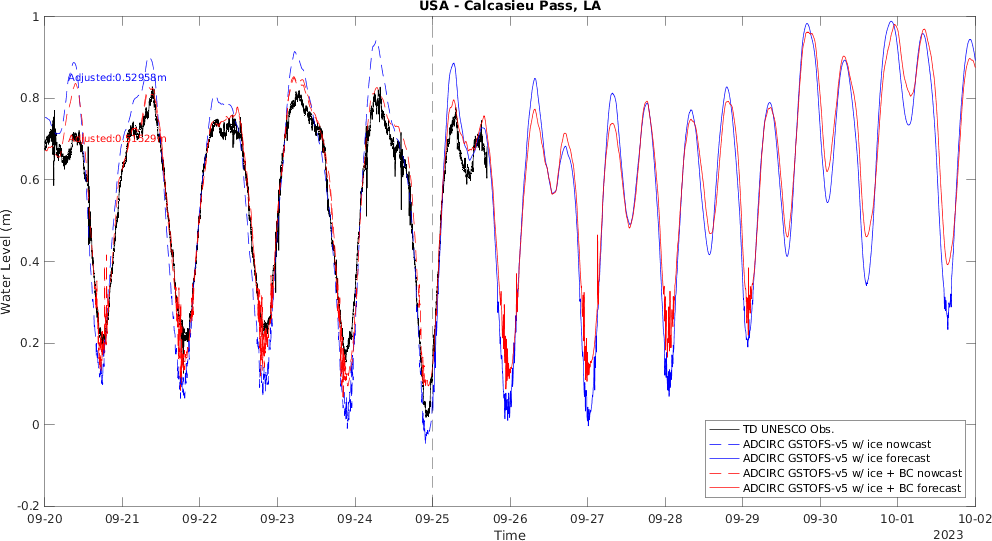 USA - Calcasieu Pass, LA
Water Level (m)
1
0.8
0.6
0.4
0.2
0
-0.2
Adjusted:0.52958m
09-20
09-21
09-22
09-23
09-24
09-25
09-26
09-27
09-28
09-29
09-30
10-01
10-02
Time
2023
TD UNESCO Obs.
ADCIRC GSTOFS-v5 w/ ice nowcast
ADCIRC GSTOFS-v5 w/ ice forecast
ADCIRC GSTOFS-v5 w/ ice + BC nowcast
ADCIRC GSTOFS-v5 w/ ice + BC forecast